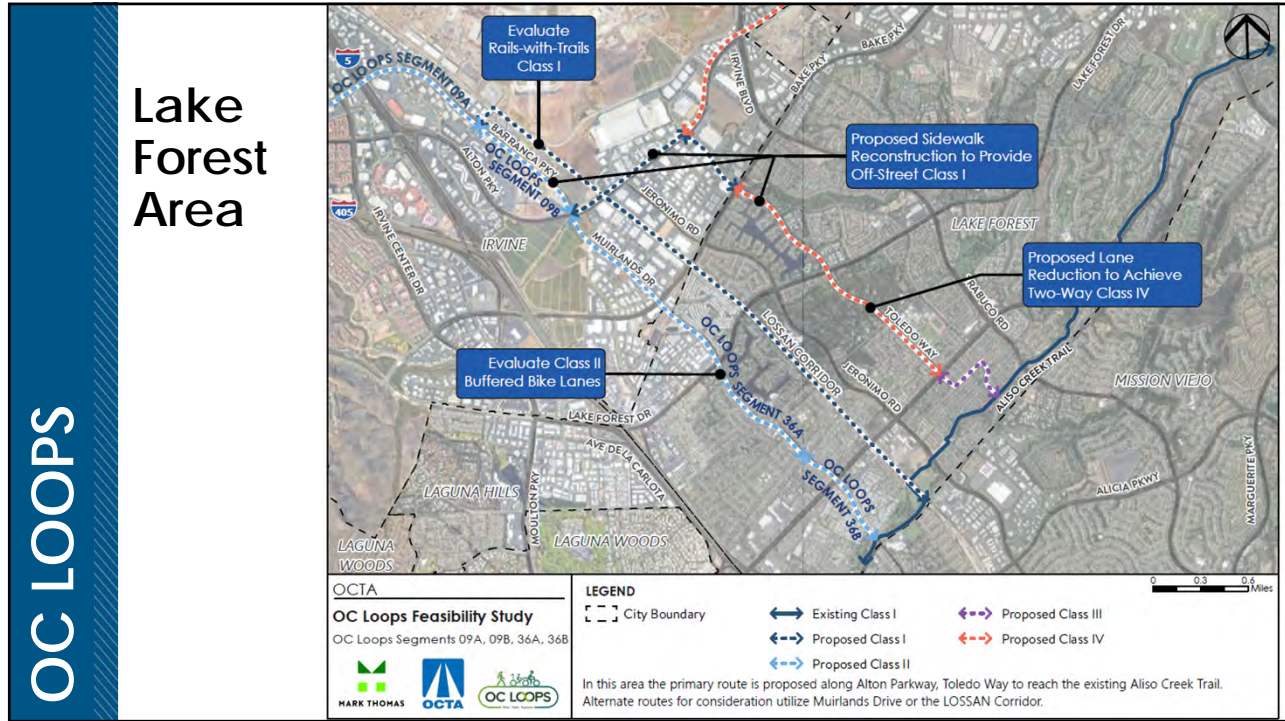 OC LOOPS
Lake
Forest
Area
Evaluate
Rails-with-Trails
Class I
Proposed Sidewalk
Reconstruction to Provide
Off-Street Class I
Proposed Lane
Reduction to Achieve
Two-Way Class IV
Evaluate Class II
Buffered Bike Lanes
5
405
OC LOOPS SEGMENT 09A
BARRANCA PKY
OC LOOPS
SEGMENT 09B
ALTON PKY
IRVINE CENTER DR
IRVINE
IRVINE BLVD
BAKE PKY
BAKE PKY
LAKE FOREST DR
JERONIMO RD
MUIRLANDS DR
LAKE FOREST
TRABUCO RD
TOLEDO WAY
LOSSAN CORRIDOR
JERONIMO RD
OC LOOPS SEGMENT 36A
OC LOOPS
SEGMENT 36B
ALISO CREEK TRAIL
MISSION VIEJO
ALICIA PKWY
MARGUERITE PKY
LAKE FOREST DR
AVE DE LA CARLOTA
LAGUNA HILLS
MOULTON PKY
LAGUNA WOODS
LAGUNA
WOODS
OCTA
OC Loops Feasibility Study
OC Loops Segments 09A, 09B, 36A, 36B
MARK THOMAS
OCTA
OC LOOPS
LEGEND
City Boundary
Existing Class I
Proposed Class I
Proposed Class II
Proposed Class III
Proposed Class IV
0 0.3 0.6
Miles
In this area the primary route is proposed along Alton Parkway, Toledo Way to reach the existing Aliso Creek Trail.
Alternate routes for consideration utilize Muirlands Drive or the LOSSAN Corridor.